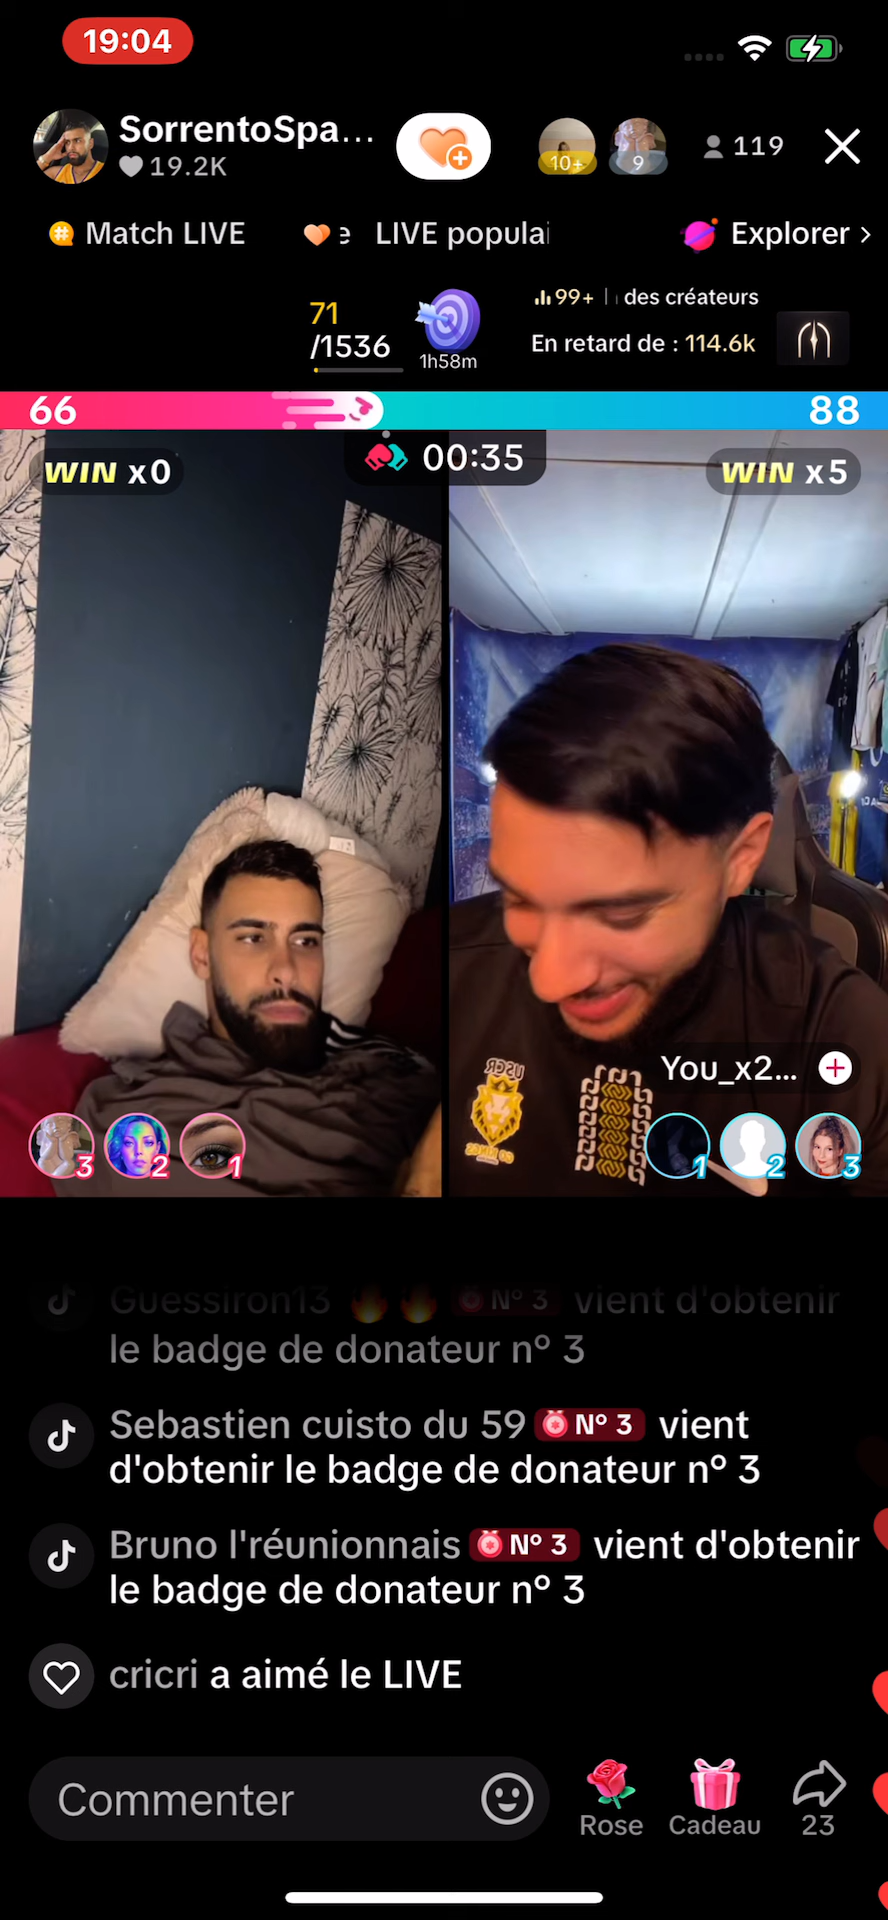 19:04
SorrentoSpa...
19.2K
10+
9
119
Match LIVE
e LIVE populai
Explorer >
71
/1536
1h58m
99+ | des créateurs
En retard de : 114.6k
66
88
WIN x0
00:35
WIN x5
USCR
You_x2...
3
2
1
1
2
3
Guessiron13 🔥🔥 N° 3 vient d'obtenir
le badge de donateur n° 3
Sebastien cuisto du 59 N° 3 vient
d'obtenir le badge de donateur n° 3
Bruno l'réunionnais N° 3 vient d'obtenir
le badge de donateur n° 3
cricri a aimé le LIVE
Commenter
Rose
Cadeau
23